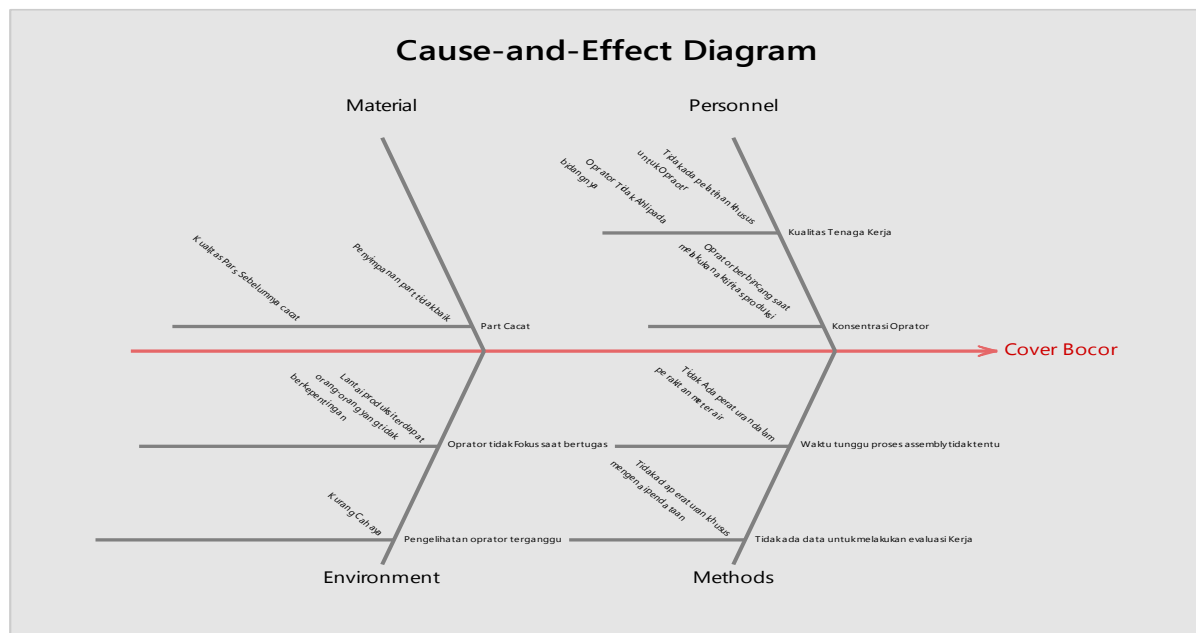 Cause-and-Effect Diagram
Material
Personnel
Tidak ada pelatihan khusus
untuk Opraotr
Oprator Tidak Ahli pada
bidangnya
Kualitas Tenaga Kerja
Kualitas Pars Sebelumnya cacat
Penyimpanan part tidak baik
Part Cacat
Oprator berbincang saat
melakukan aktifitas produksi
Konsentrasi Oprator
Cover Bocor
Lantai produksi terdapat
orang-orang yang tidak
berkepentingan
Oprator tidak Fokus saat bertugas
Tidak Ada peraturan dalam
perakitan meter air
Waktu tunggu proses assembly tidak tentu
Kurang Cahaya
Pengelihatan oprator terganggu
Tidak ad aperaturan khusus
mengenai pendataan
Tidak ada data untuk melakukan evaluasi Kerja
Environment
Methods